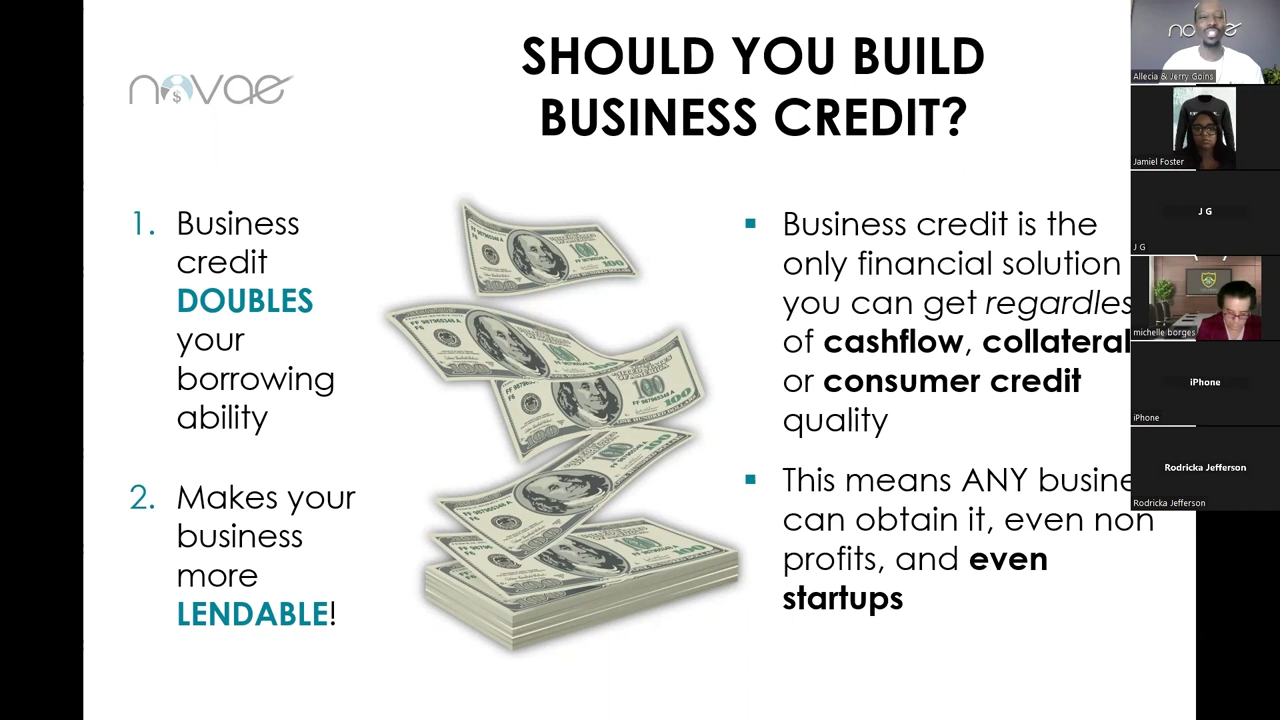 novae
SHOULD YOU BUILD
BUSINESS CREDIT?
1. Business
credit
DOUBLES
your
borrowing
ability
2. Makes your
business
more
LENDABLE!
▪ Business credit is the
only financial solution
you can get regardles
of cashflow, collateral
or consumer credit
quality
▪ This means ANY busine
can obtain it, even non
profits, and even
startups
Allecia & Jerry Goins
Jamiel Foster
J G
J G
michelle borges
iPhone
iPhone
Rodricka Jefferson
Rodricka Jefferson